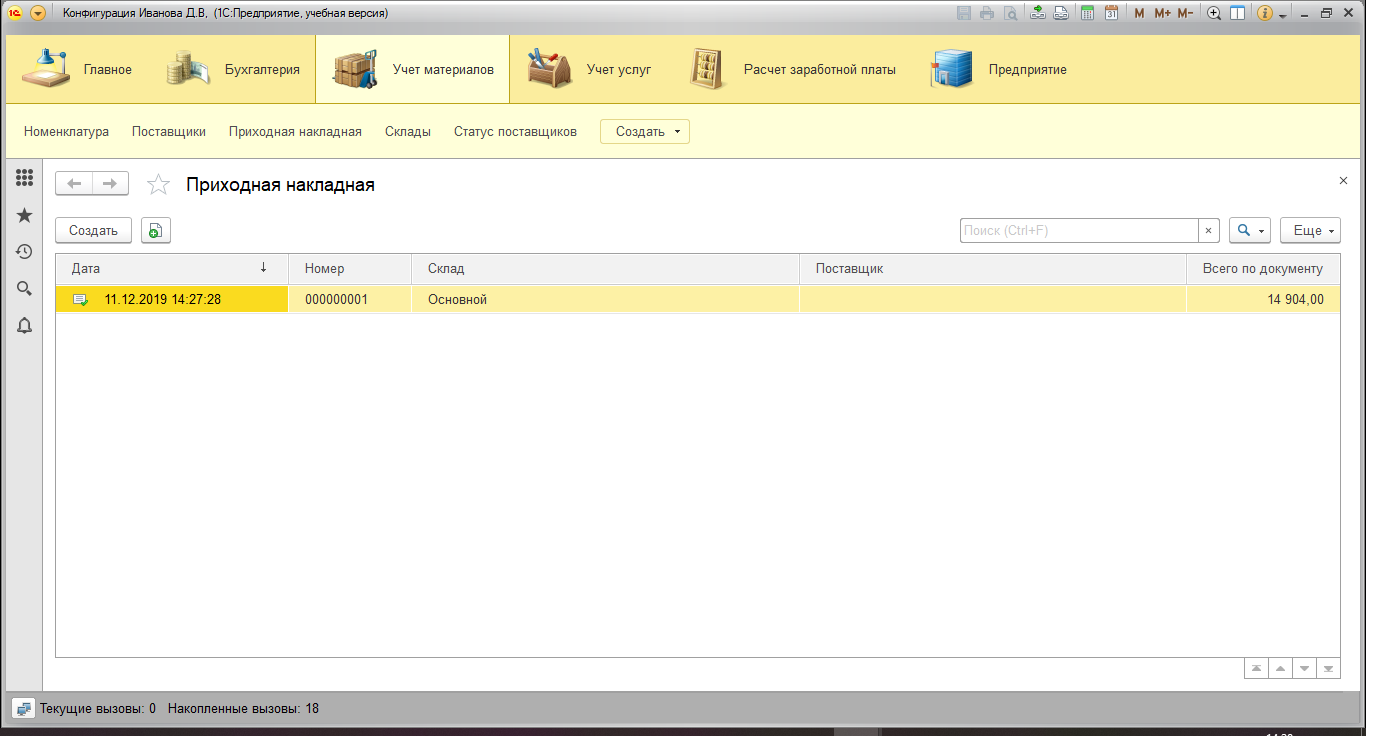 Конфигурация Иванова Д.В, (1С:Предприятие, учебная версия)
31 M M+ M-
Главное Бухгалтерия Учет материалов Учет услуг Расчет заработной платы Предприятие
Номенклатура Поставщики Приходная накладная Склады Статус поставщиков Создать
Приходная накладная
Создать Поиск (Ctrl+F) Еще
Дата Номер Склад Поставщик Всего по документу
11.12.2019 14:27:28 000000001 Основной 14 904,00
Текущие вызовы: 0 Накопленные вызовы: 18